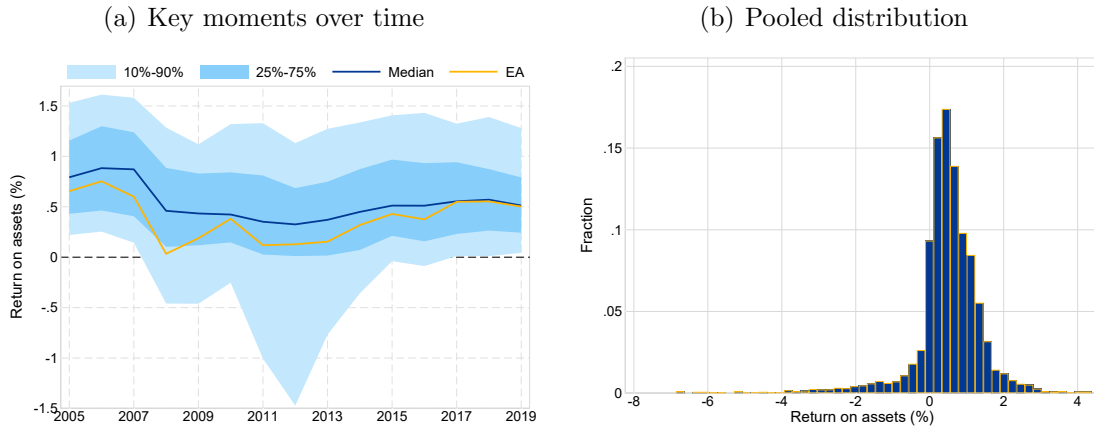 (a) Key moments over time
10%-90% 25%-75% Median EA
Return on assets (%)
1.5
1
.5
0
-.5
-1
-1.5
2005 2007 2009 2011 2013 2015 2017 2019
(b) Pooled distribution
Fraction
.2
.15
.1
.05
0
-8 -6 -4 -2 0 2 4
Return on assets (%)